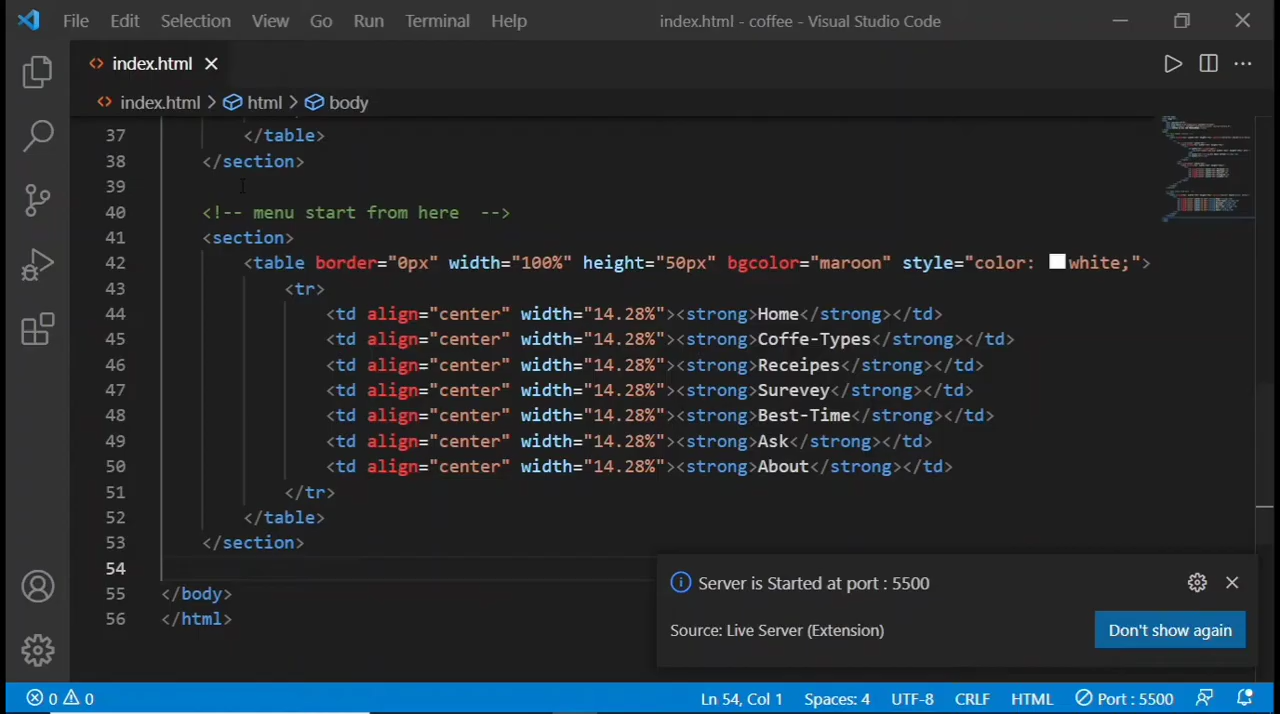 File Edit Selection View Go Run Terminal Help index.html - coffee - Visual Studio Code
index.html
index.html > html > body
37 </table>
38 </section>
39
40 <!-- menu start from here -->
41 <section>
42 <table border="0px" width="100%" height="50px" bgcolor="maroon" style="color: white;">
43 <tr>
44 <td align="center" width="14.28%"><strong>Home</strong></td>
45 <td align="center" width="14.28%"><strong>Coffe-Types</strong></td>
46 <td align="center" width="14.28%"><strong>Receipes</strong></td>
47 <td align="center" width="14.28%"><strong>Surevey</strong></td>
48 <td align="center" width="14.28%"><strong>Best-Time</strong></td>
49 <td align="center" width="14.28%"><strong>Ask</strong></td>
50 <td align="center" width="14.28%"><strong>About</strong></td>
51 </tr>
52 </table>
53 </section>
54
55 </body>
56 </html>
Server is Started at port : 5500
Source: Live Server (Extension)
Don't show again
0 0 Ln 54, Col 1 Spaces: 4 UTF-8 CRLF HTML Port : 5500